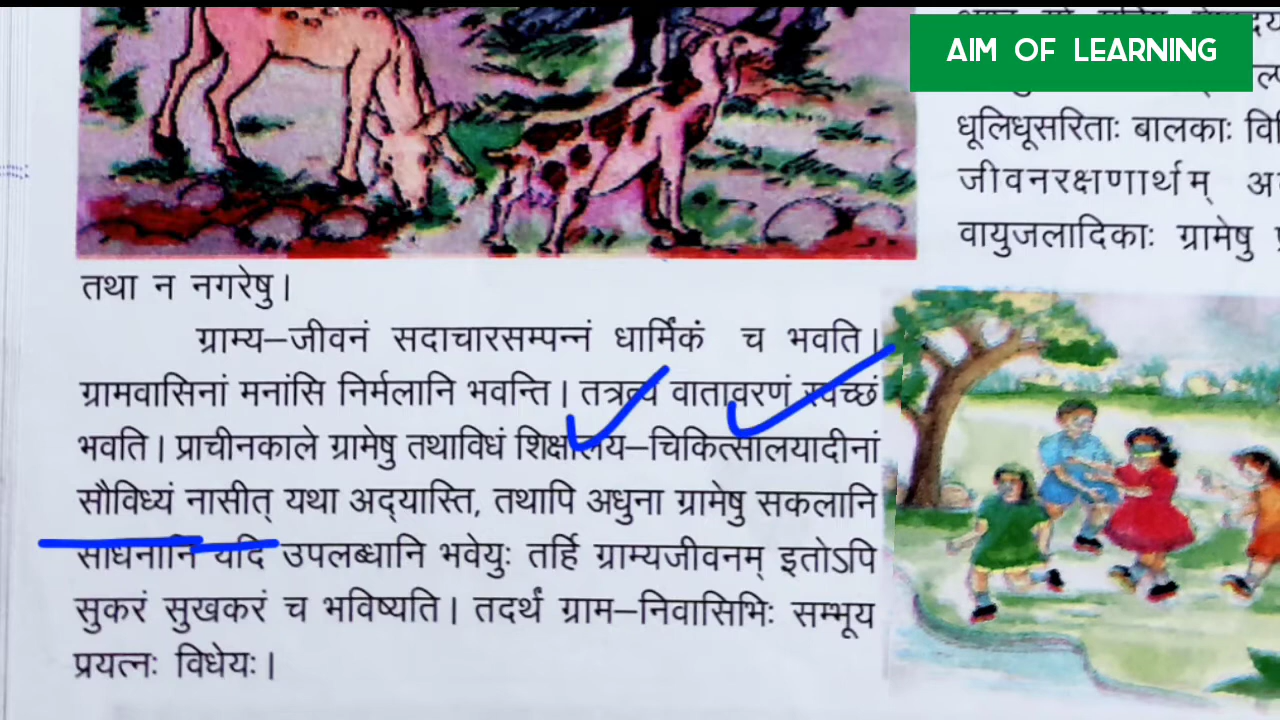 AIM OF LEARNING
धूलिधूसरिताः बालकाः
जीवनरक्षणार्थम्
वायुजलादिकाः ग्रामेषु
तथा न नगरेषु।
ग्राम्य–जीवनं सदाचारसम्पन्नं धार्मिकं च भवति।
ग्रामवासिनां मनांसि निर्मलानि भवन्ति। तत्रत्यं वातावरणं स्वच्छं
भवति। प्राचीनकाले ग्रामेषु तथाविधं शिक्षालय–चिकित्सालयादीनां
सौविध्यं नासीत् यथा अद्यास्ति, तथापि अधुना ग्रामेषु सकलानि
साधनानि यदि उपलब्धानि भवेयुः तर्हि ग्राम्यजीवनम् इतोऽपि
सुकरं सुखकरं च भविष्यति। तदर्थं ग्राम–निवासिभिः सम्भूय
प्रयत्नः विधेयः।